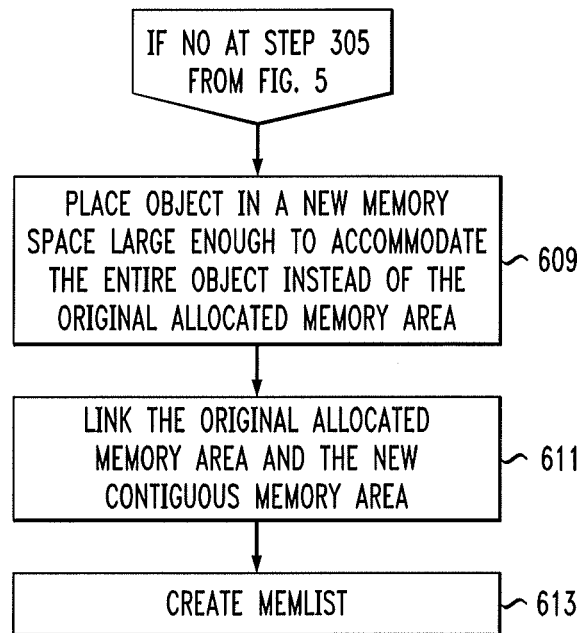 IF NO AT STEP 305
FROM FIG. 5
PLACE OBJECT IN A NEW MEMORY
SPACE LARGE ENOUGH TO ACCOMMODATE
THE ENTIRE OBJECT INSTEAD OF THE
ORIGINAL ALLOCATED MEMORY AREA
609
LINK THE ORIGINAL ALLOCATED
MEMORY AREA AND THE NEW
CONTIGUOUS MEMORY AREA
611
CREATE MEMLIST
613